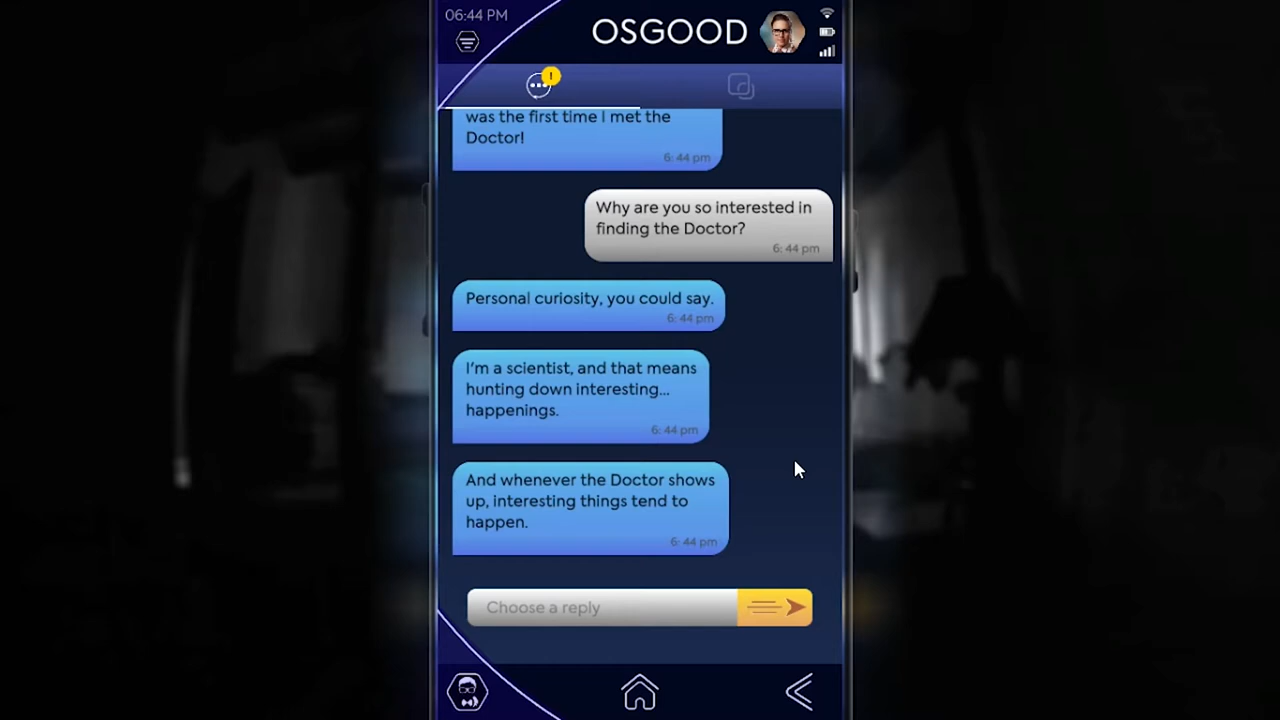 06:44 PM
OSGOOD
!
was the first time I met the
Doctor!
6: 44 pm
Why are you so interested in
finding the Doctor?
6: 44 pm
Personal curiosity, you could say.
6: 44 pm
I'm a scientist, and that means
hunting down interesting...
happenings.
6: 44 pm
And whenever the Doctor shows
up, interesting things tend to
happen.
6: 44 pm
Choose a reply